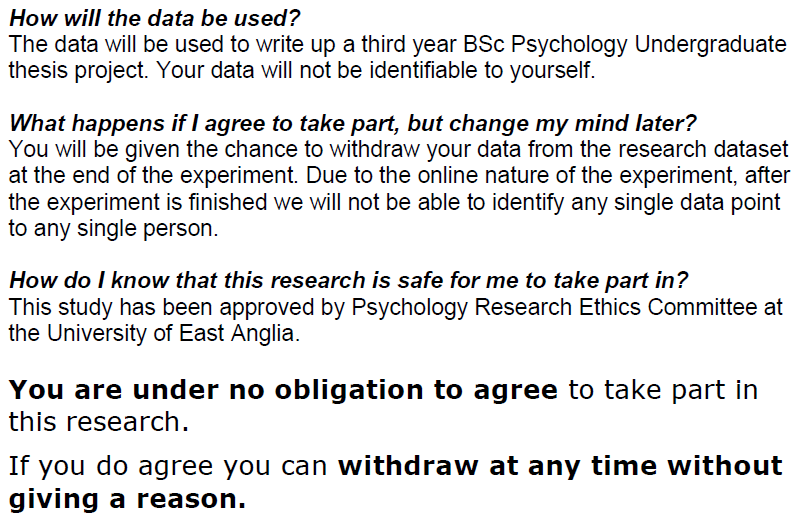 How will the data be used?
The data will be used to write up a third year BSc Psychology Undergraduate
thesis project. Your data will not be identifiable to yourself.
What happens if I agree to take part, but change my mind later?
You will be given the chance to withdraw your data from the research dataset
at the end of the experiment. Due to the online nature of the experiment, after
the experiment is finished we will not be able to identify any single data point
to any single person.
How do I know that this research is safe for me to take part in?
This study has been approved by Psychology Research Ethics Committee at
the University of East Anglia.
You are under no obligation to agree to take part in
this research.
If you do agree you can withdraw at any time without
giving a reason.